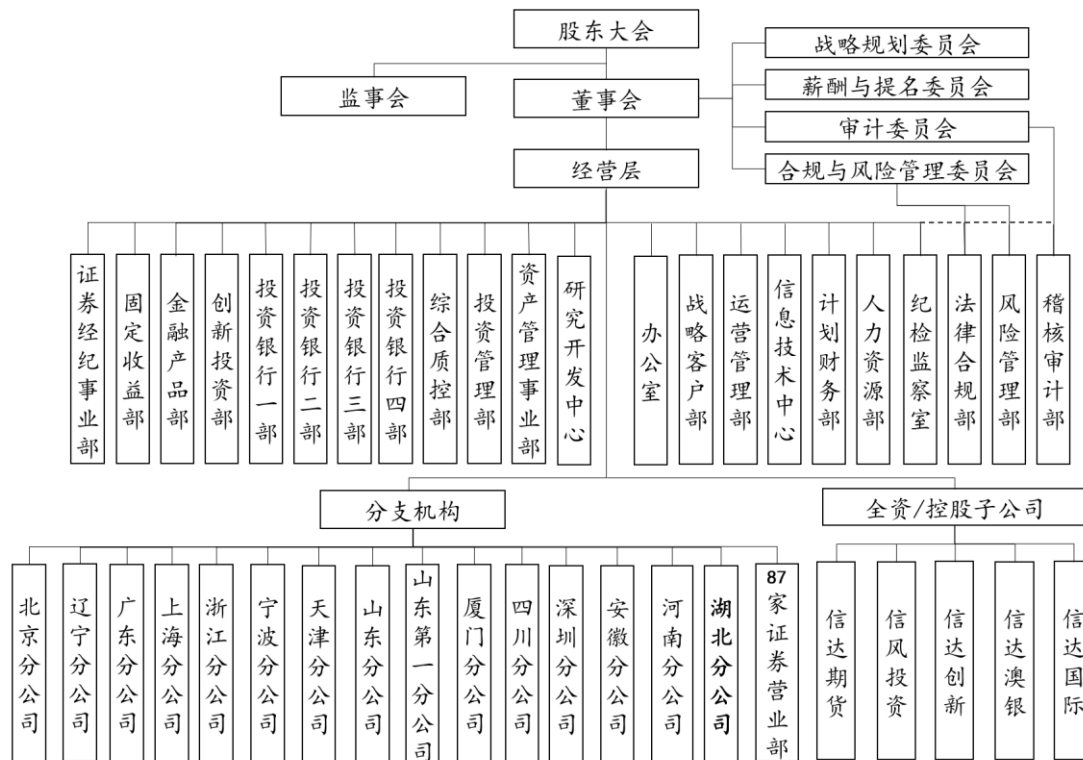 股东大会
监事会
董事会
经营层
战略规划委员会
薪酬与提名委员会
审计委员会
合规与风险管理委员会
证券经纪事业部
固定收益部
金融产品部
创新投资部
投资银行一部
投资银行二部
投资银行三部
投资银行四部
综合质控部
投资管理部
资产管理事业部
研究开发中心
办公室
战略客户部
运营管理部
信息技术中心
计划财务部
人力资源部
纪检监察室
法律合规部
风险管理部
稽核审计部
分支机构
全资/控股子公司
北京分公司
辽宁分公司
广东分公司
上海分公司
浙江分公司
宁波分公司
天津分公司
山东分公司
山东第一分公司
厦门分公司
四川分公司
深圳分公司
安徽分公司
河南分公司
湖北分公司
87家证券营业部
信达期货
信风投资
信达创新
信达澳银
信达国际